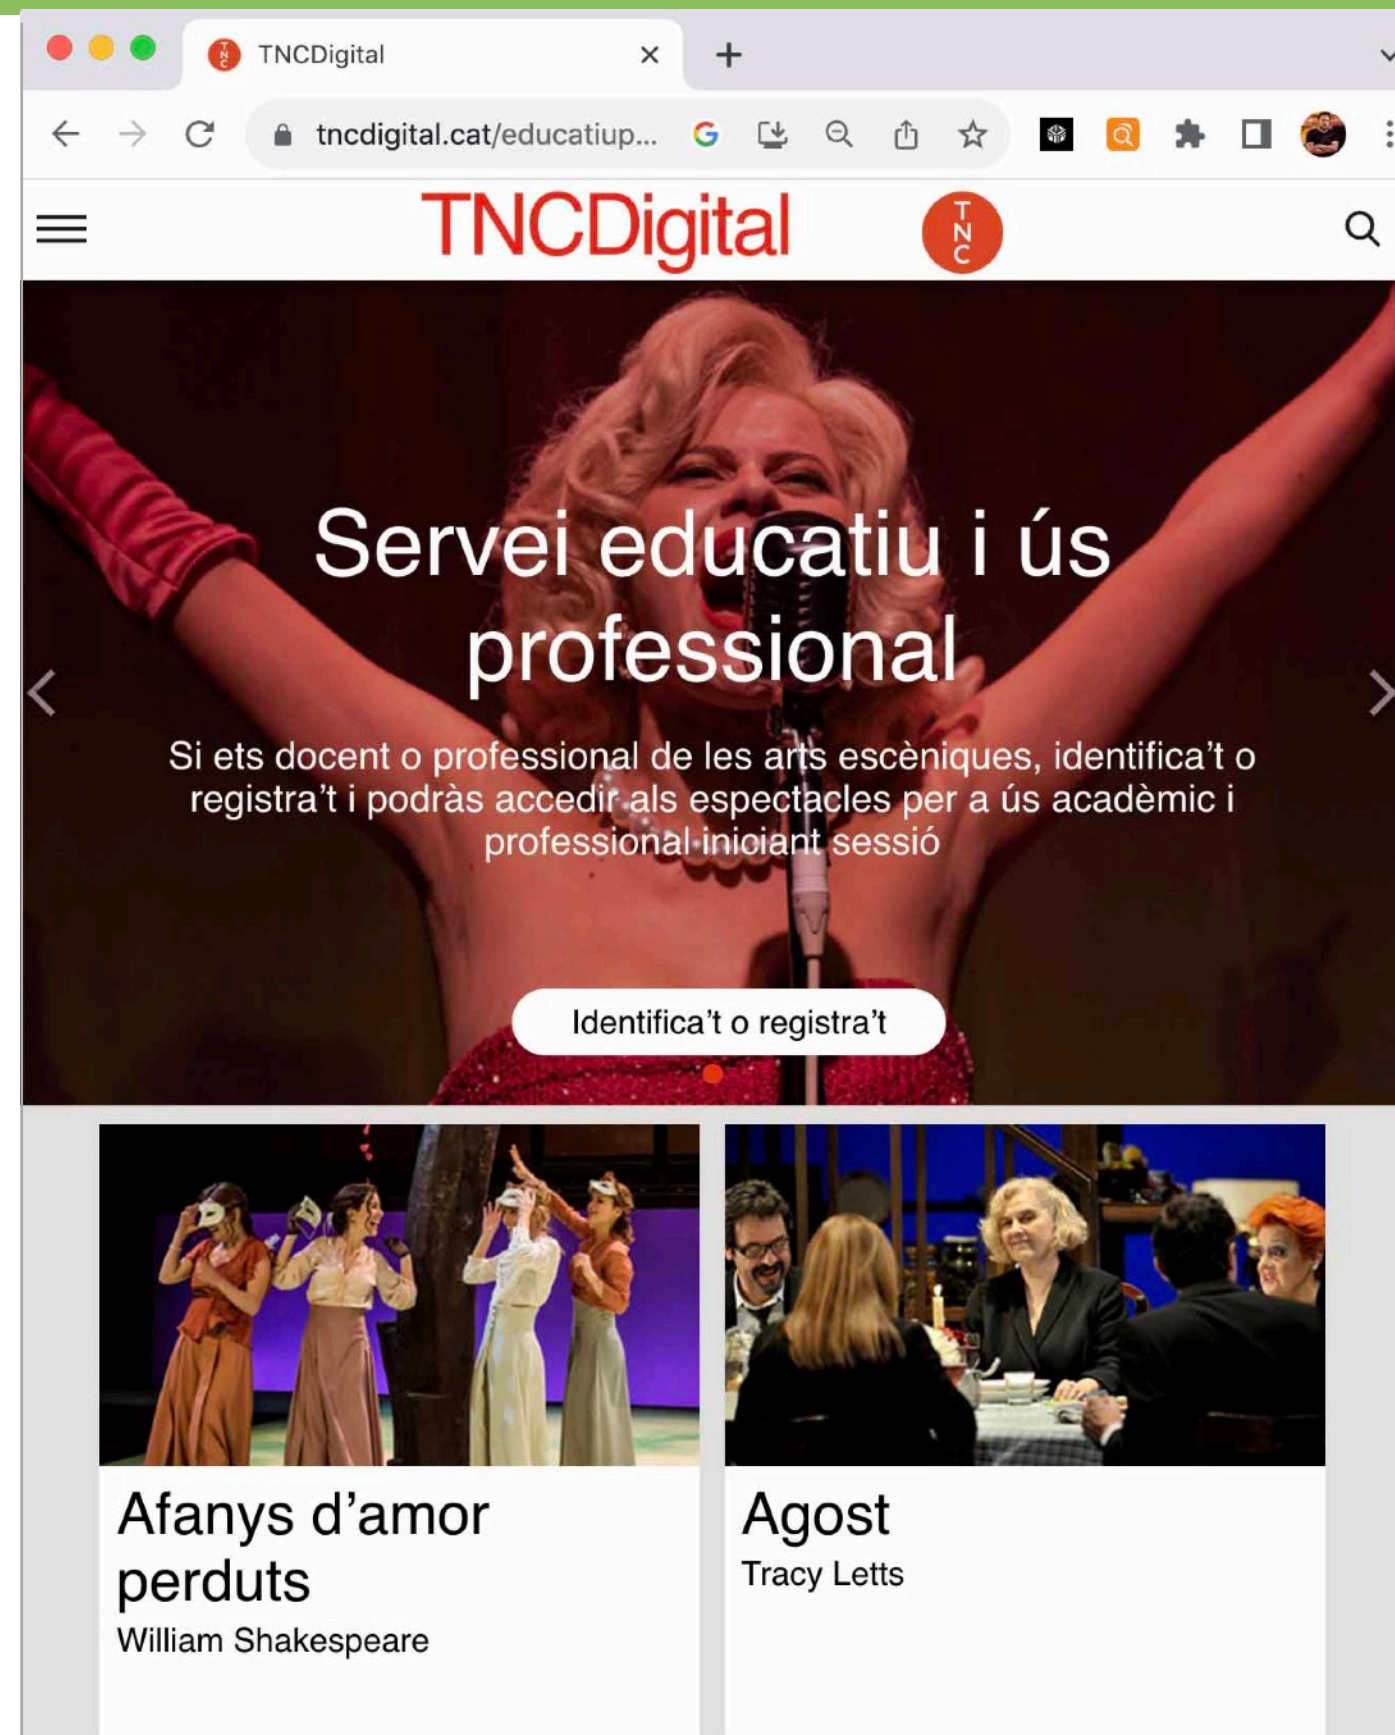 TNCDigital
tncdigital.cat/educatiup...
TNCDigital
TNC
Servei educatiu i ús
professional
Si ets docent o professional de les arts escèniques, identifica't o
registra't i podràs accedir als espectacles per a ús acadèmic i
professional iniciant sessió
Identifica't o registra't
Afanys d'amor
perduts
William Shakespeare
Agost
Tracy Letts